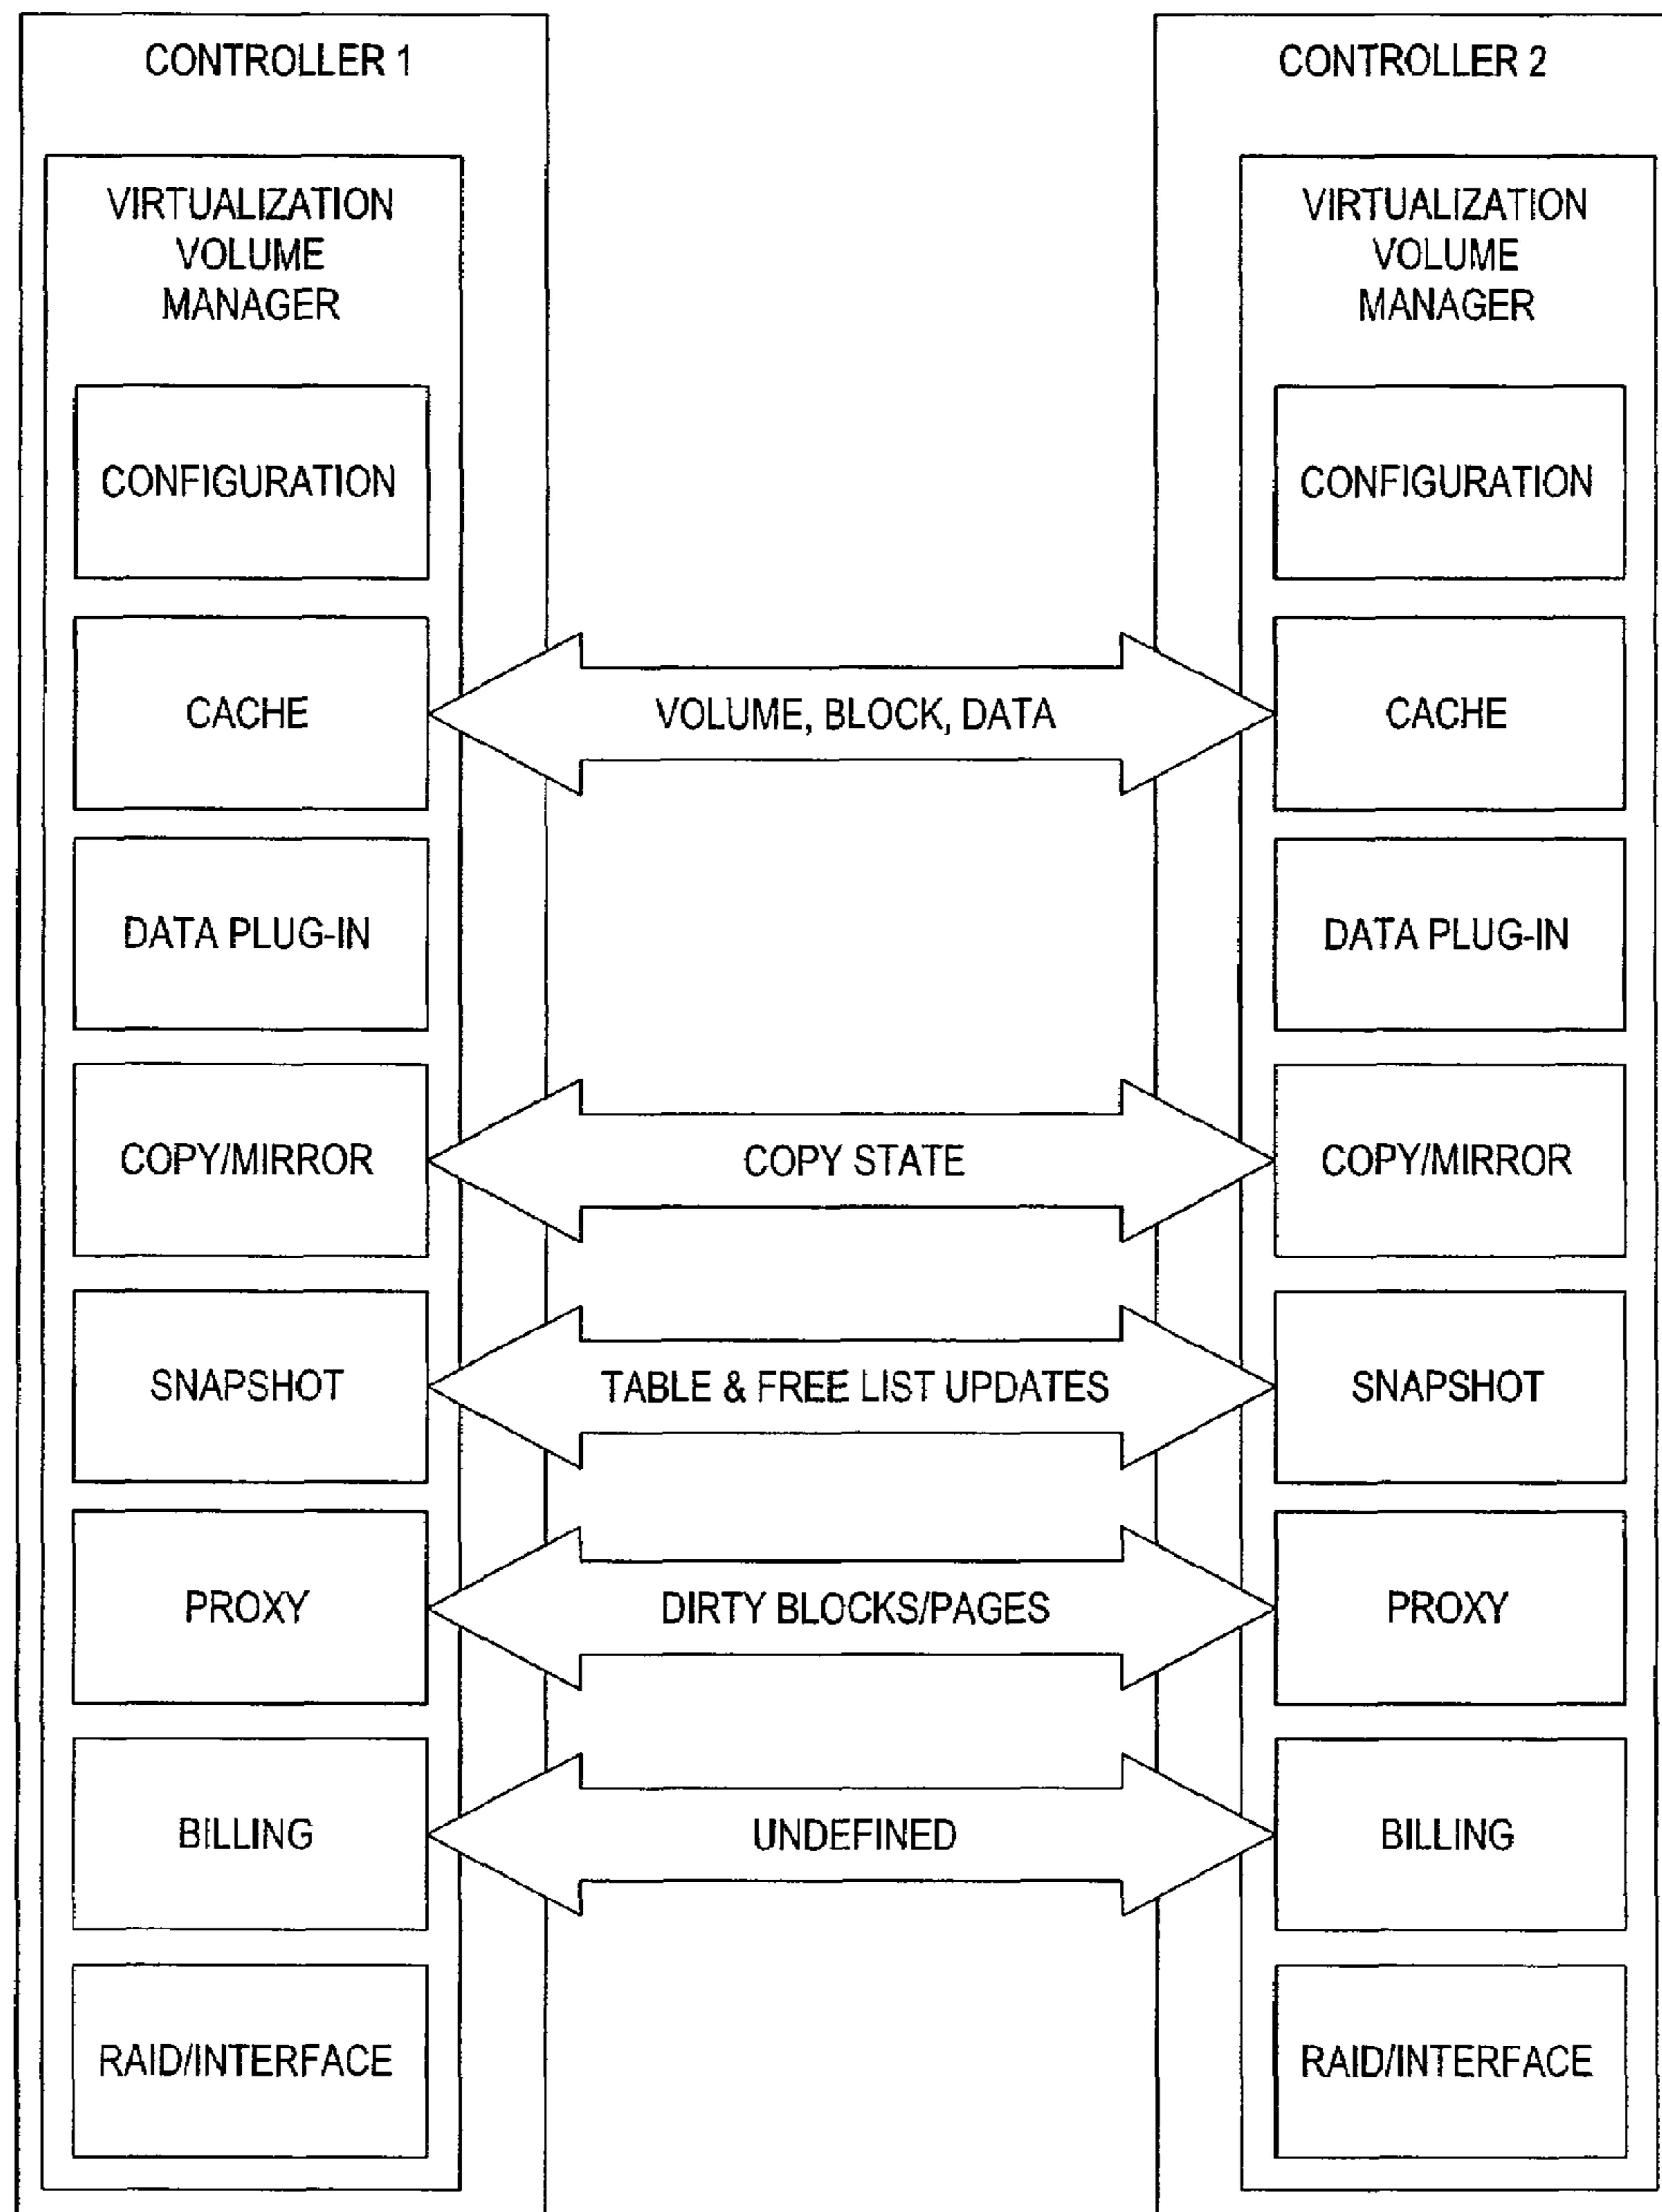 CONTROLLER 1
CONTROLLER 2
VIRTUALIZATION
VOLUME
MANAGER
VIRTUALIZATION
VOLUME
MANAGER
CONFIGURATION
CONFIGURATION
CACHE
VOLUME, BLOCK, DATA
CACHE
DATA PLUG-IN
DATA PLUG-IN
COPY/MIRROR
COPY STATE
COPY/MIRROR
SNAPSHOT
TABLE & FREE LIST UPDATES
SNAPSHOT
PROXY
DIRTY BLOCKS/PAGES
PROXY
BILLING
UNDEFINED
BILLING
RAID/INTERFACE
RAID/INTERFACE